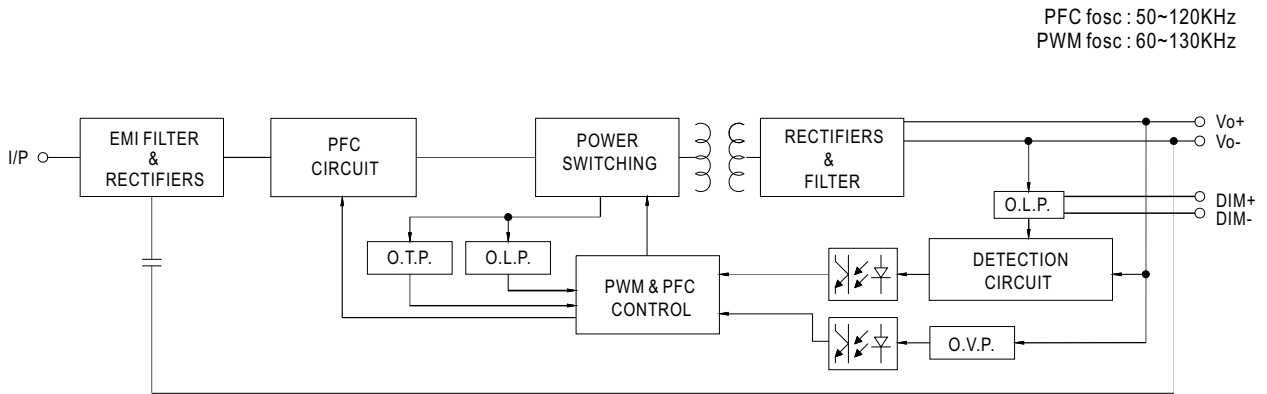 PFC fosc : 50~120KHz
PWM fosc : 60~130KHz
I/P
EMI FILTER
&
RECTIFIERS
PFC
CIRCUIT
POWER
SWITCHING
RECTIFIERS
&
FILTER
Vo+
Vo-
DIM+
DIM-
O.L.P.
O.T.P.
O.L.P.
PWM & PFC
CONTROL
DETECTION
CIRCUIT
O.V.P.